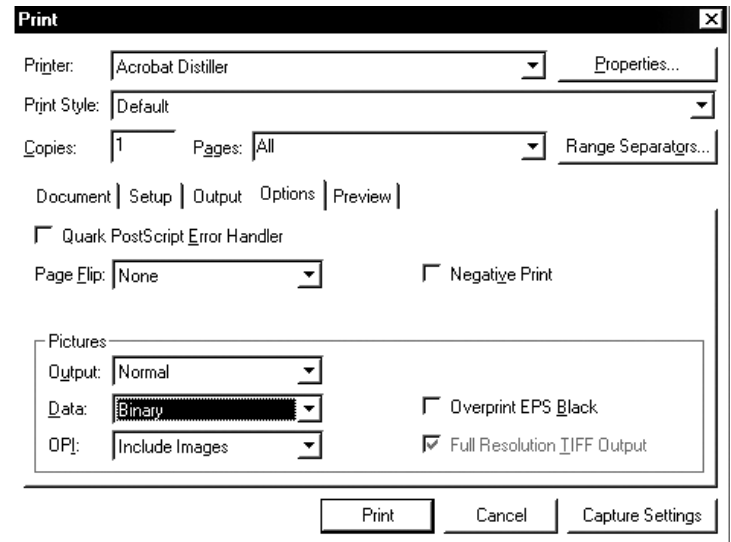 Print
Printer: Acrobat Distiller Properties...
Print Style: Default
Copies: 1 Pages: All Range Separators...
Document Setup Output Options Preview
Quark PostScript Error Handler
Page Flip: None Negative Print
Pictures
Output: Normal
Data: Binary Overprint EPS Black
OPI: Include Images Full Resolution TIFF Output
Print Cancel Capture Settings